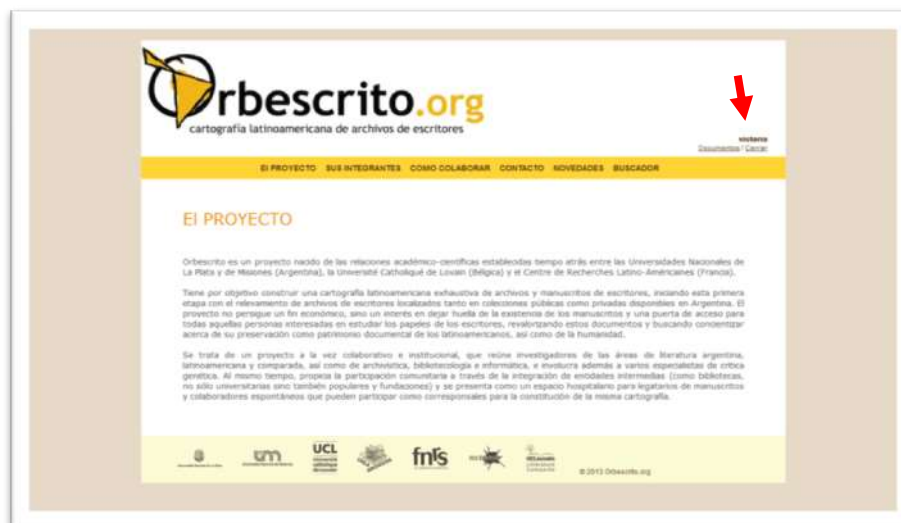 Orbescrito.org
cartografía latinoamericana de archivos de escritores
Documentos / Cerrar
El PROYECTO SUS INTEGRANTES COMO COLABORAR CONTACTO NOVEDADES BUSCADOR
El PROYECTO
Orbescrito es un proyecto nacido de las relaciones académico-científicas establecidas tiempo atrás entre las Universidades Nacionales de
La Plata y de Misiones (Argentina), la Université Catholiqué de Lovain (Bélgica) y el Centre de Recherches Latino-Américaines (Francia).
Tiene por objetivo construir una cartografía latinoamericana exhaustiva de archivos y manuscritos de escritores, iniciando esta primera
etapa con el relevamiento de archivos de escritores localizados tanto en colecciones públicas como privadas disponibles en Argentina. El
proyecto no persigue un fin económico, sino un interés en dejar huella de la existencia de los manuscritos y una puerta de acceso para
todas aquellas personas interesadas en estudiar los papeles de los escritores, revalorizando estos documentos y buscando concientizar
acerca de su preservación como patrimonio documental de los latinoamericanos, así como de la humanidad.
Se trata de un proyecto a la vez colaborativo e institucional, que reúne investigadores de las áreas de literatura argentina,
latinoamericana y comparada, así como de archivística, bibliotecología e informática, e involucra además a varios especialistas de crítica
genética. Al mismo tiempo, propicia la participación comunitaria a través de la integración de entidades intermedias (como bibliotecas,
no sólo universitarias sino también populares y fundaciones) y se presenta como un espacio hospitalario para legatarios de manuscritos
y colaboradores espontáneos que pueden participar como corresponsales para la constitución de la misma cartografía.
UCL
fnrs
© 2013 Orbescrito.org